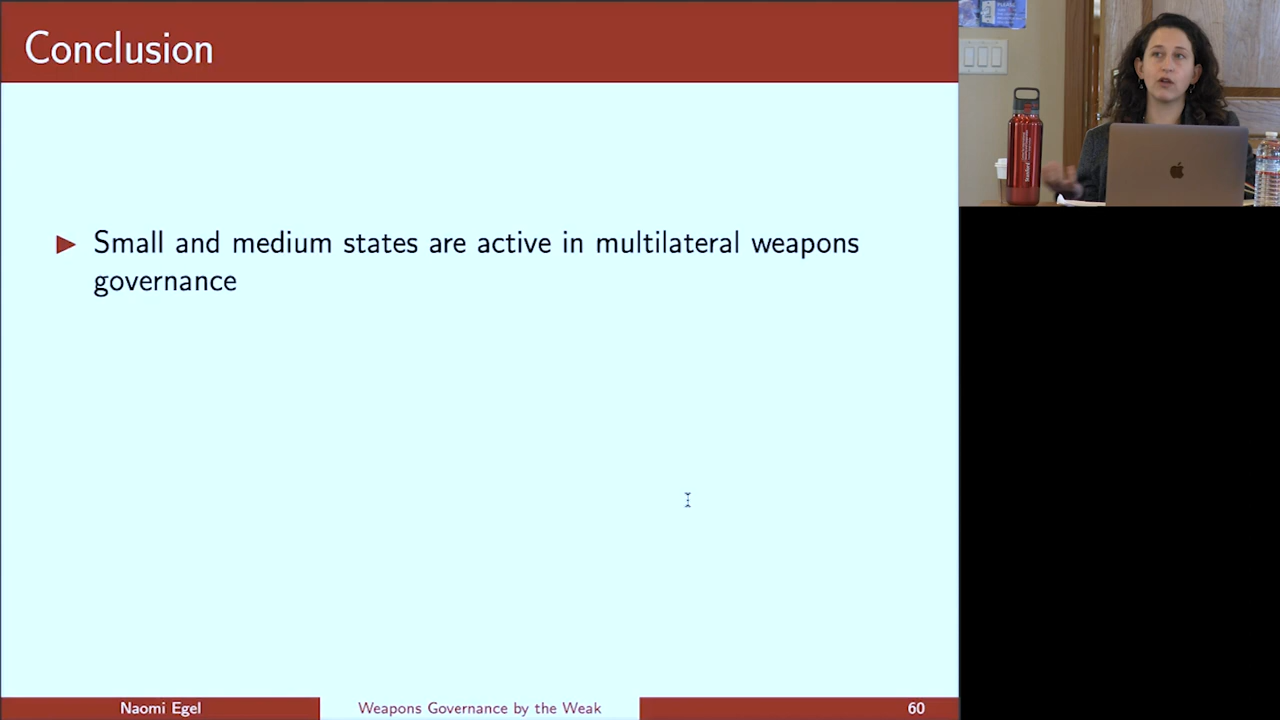 Conclusion
Small and medium states are active in multilateral weapons
governance
Naomi Egel
Weapons Governance by the Weak
60
Stanford